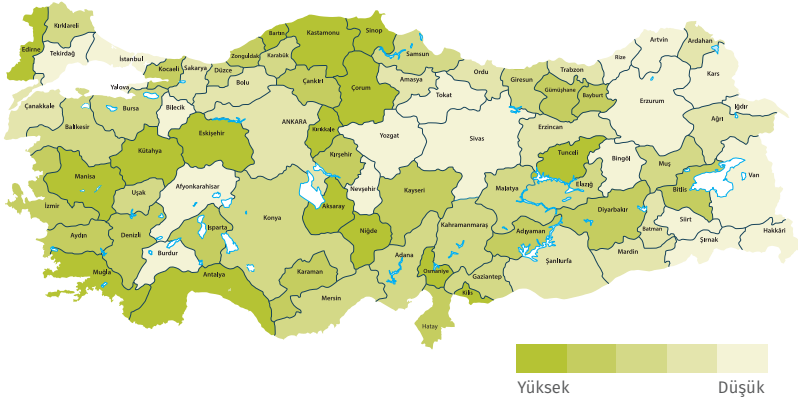 Edirne
Kırklareli
Tekirdağ
İstanbul
Kocaeli
Sakarya
Düzce
Zonguldak
Bartın
Karabük
Kastamonu
Sinop
Samsun
Ordu
Giresun
Trabzon
Rize
Artvin
Ardahan
Kars
Iğdır
Yalova
Bolu
Çankırı
Çorum
Amasya
Tokat
Gümüşhane
Bayburt
Erzurum
Ağrı
Çanakkale
Balıkesir
Bursa
Bilecik
Eskişehir
ANKARA
Kırıkkale
Yozgat
Sivas
Erzincan
Kütahya
Kırşehir
Tunceli
Bingöl
Muş
Van
Manisa
Uşak
Afyonkarahisar
Nevşehir
Kayseri
Malatya
Elazığ
Bitlis
İzmir
Konya
Aksaray
Diyarbakır
Aydın
Denizli
Isparta
Niğde
Kahramanmaraş
Adıyaman
Batman
Siirt
Hakkâri
Şırnak
Burdur
Adana
Şanlıurfa
Mardin
Muğla
Antalya
Karaman
Osmaniye
Gaziantep
Mersin
Kilis
Hatay
Yüksek
Düşük